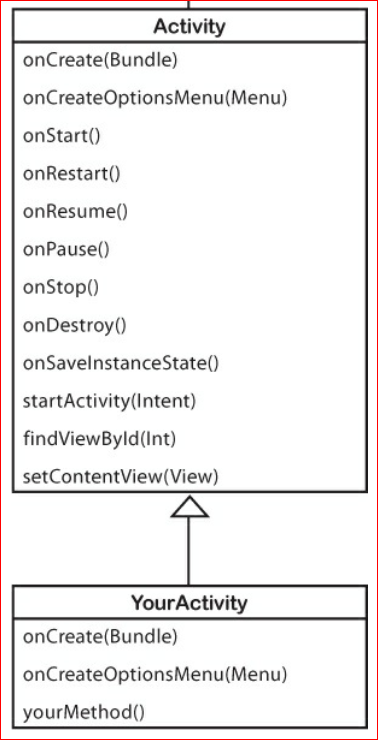 Activity
onCreate(Bundle)
onCreateOptionsMenu(Menu)
onStart()
onRestart()
onResume()
onPause()
onStop()
onDestroy()
onSaveInstanceState()
startActivity(Intent)
findViewById(Int)
setContentView(View)
YourActivity
onCreate(Bundle)
onCreateOptionsMenu(Menu)
yourMethod()